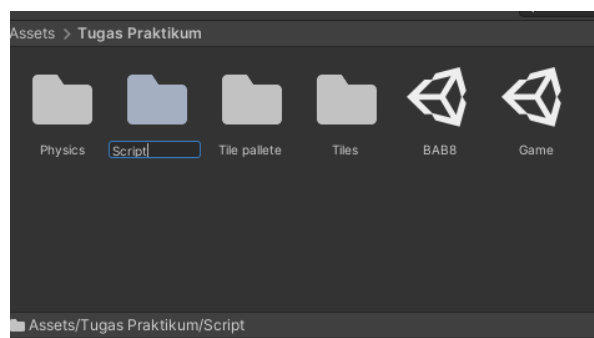 Assets > Tugas Praktikum
Physics
Script
Tile pallete
Tiles
BAB8
Game
Assets/Tugas Praktikum/Script